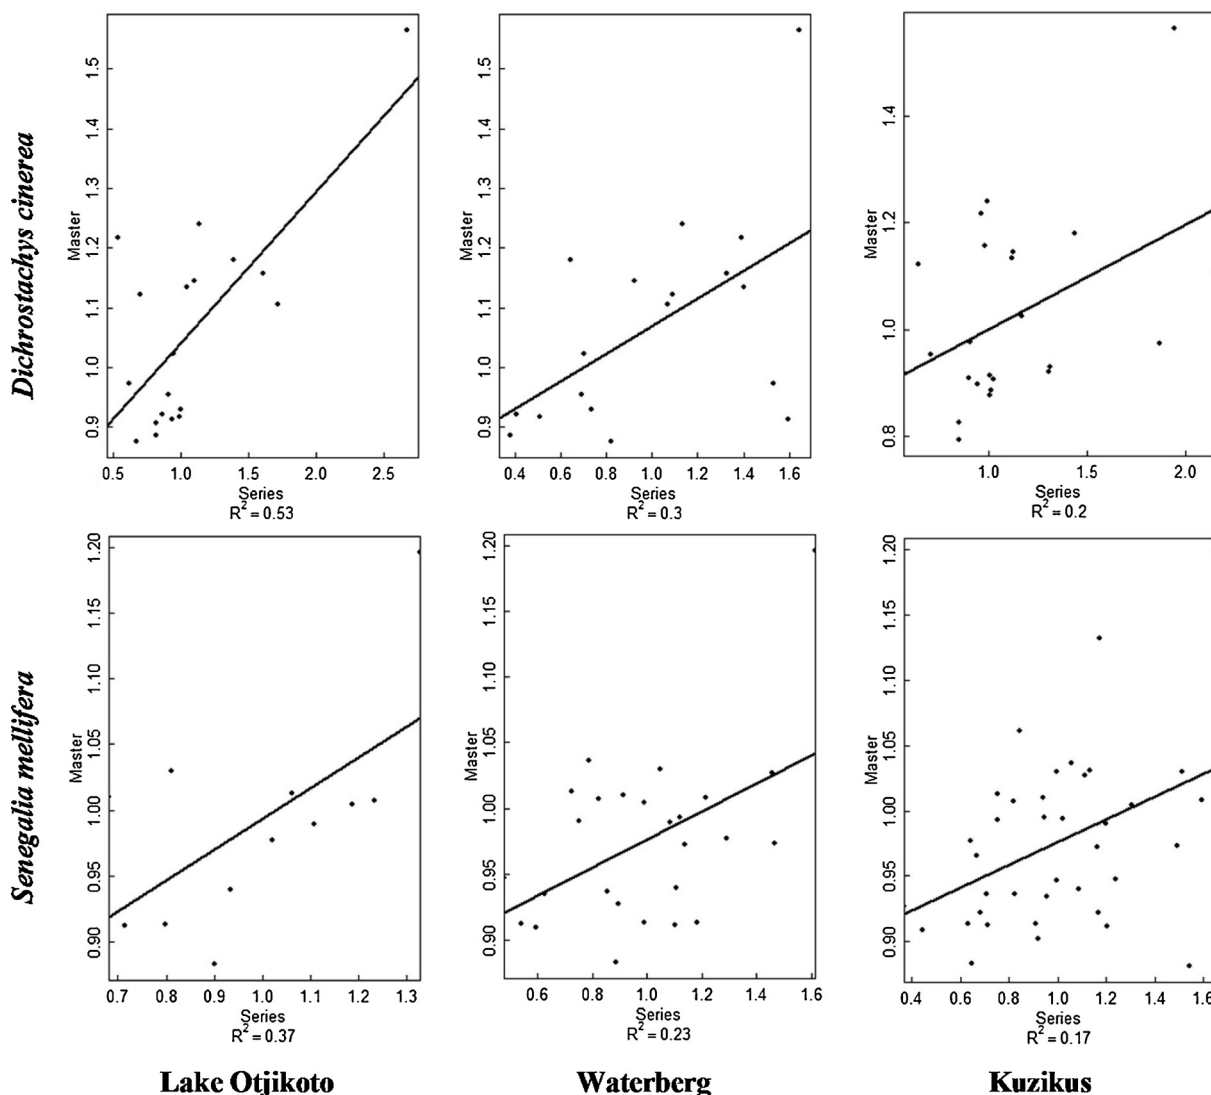 Dichrostachys cinerea
Master
0.9 1.0 1.1 1.2 1.3 1.4 1.5
0.5 1.0 1.5 2.0 2.5
Series
R² = 0.53
Master
0.9 1.0 1.1 1.2 1.3 1.4 1.5
0.4 0.6 0.8 1.0 1.2 1.4 1.6
Series
R² = 0.3
Master
0.8 1.0 1.2 1.4
1.0 1.5 2.0
Series
R² = 0.2
Senegalia mellifera
Master
0.90 0.95 1.00 1.05 1.10 1.15 1.20
0.7 0.8 0.9 1.0 1.1 1.2 1.3
Series
R² = 0.37
Master
0.90 0.95 1.00 1.05 1.10 1.15 1.20
0.6 0.8 1.0 1.2 1.4 1.6
Series
R² = 0.23
Master
0.90 0.95 1.00 1.05 1.10 1.15 1.20
0.4 0.6 0.8 1.0 1.2 1.4 1.6
Series
R² = 0.17
Lake Otjikoto
Waterberg
Kuzikus